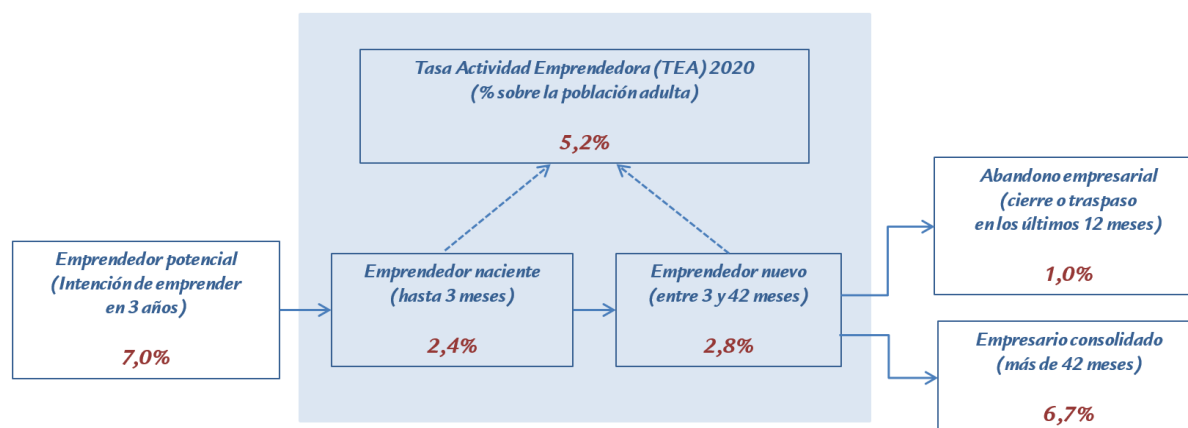 Tasa Actividad Emprendedora (TEA) 2020
(% sobre la población adulta)
5,2%
Emprendedor potencial
(Intención de emprender
en 3 años)
7,0%
Emprendedor naciente
(hasta 3 meses)
2,4%
Emprendedor nuevo
(entre 3 y 42 meses)
2,8%
Abandono empresarial
(cierre o traspaso
en los últimos 12 meses)
1,0%
Empresario consolidado
(más de 42 meses)
6,7%